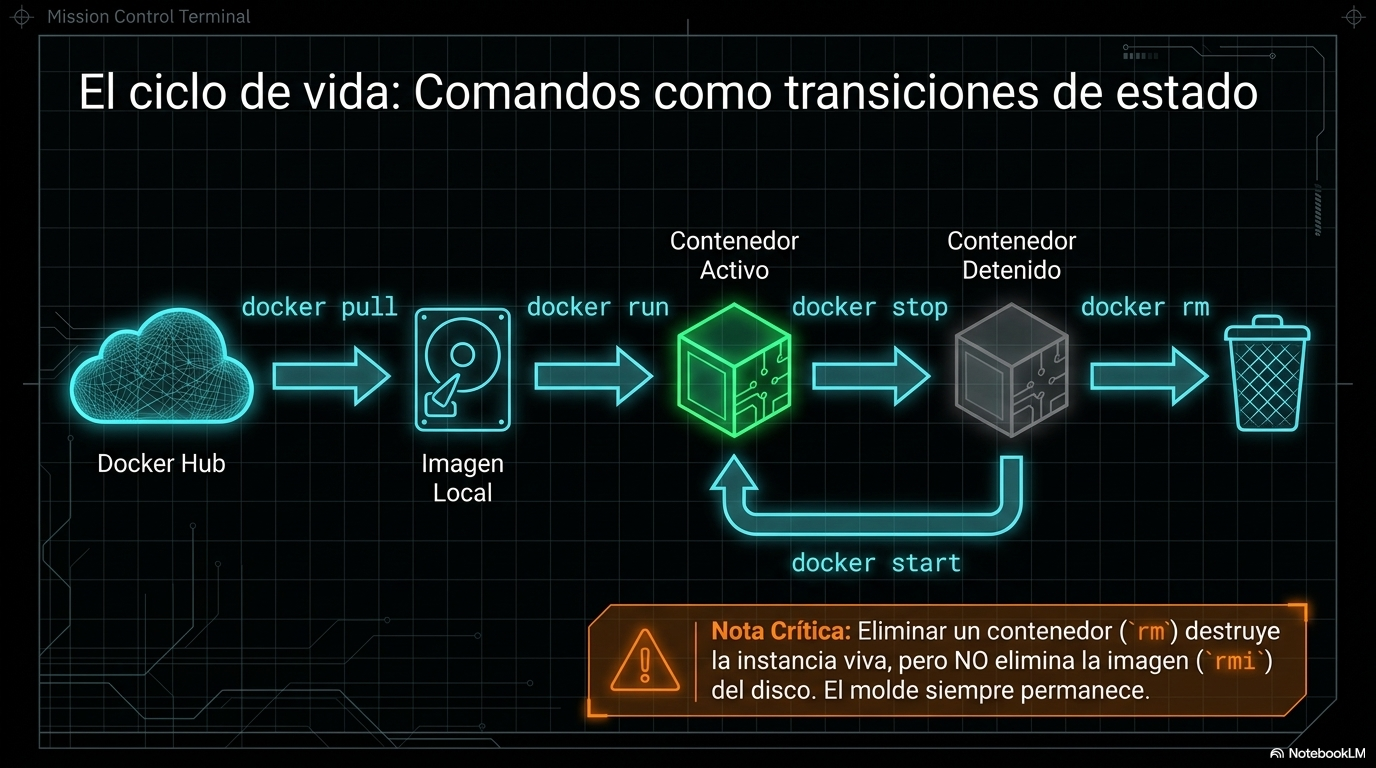 Mission Control Terminal
El ciclo de vida: Comandos como transiciones de estado
Contenedor
Activo
Contenedor
Detenido
docker pull
docker run
docker stop
docker rm
Docker Hub
Imagen
Local
docker start
Nota Crítica: Eliminar un contenedor (`rm`) destruye
la instancia viva, pero NO elimina la imagen (`rmi`)
del disco. El molde siempre permanece.
NotebookLM